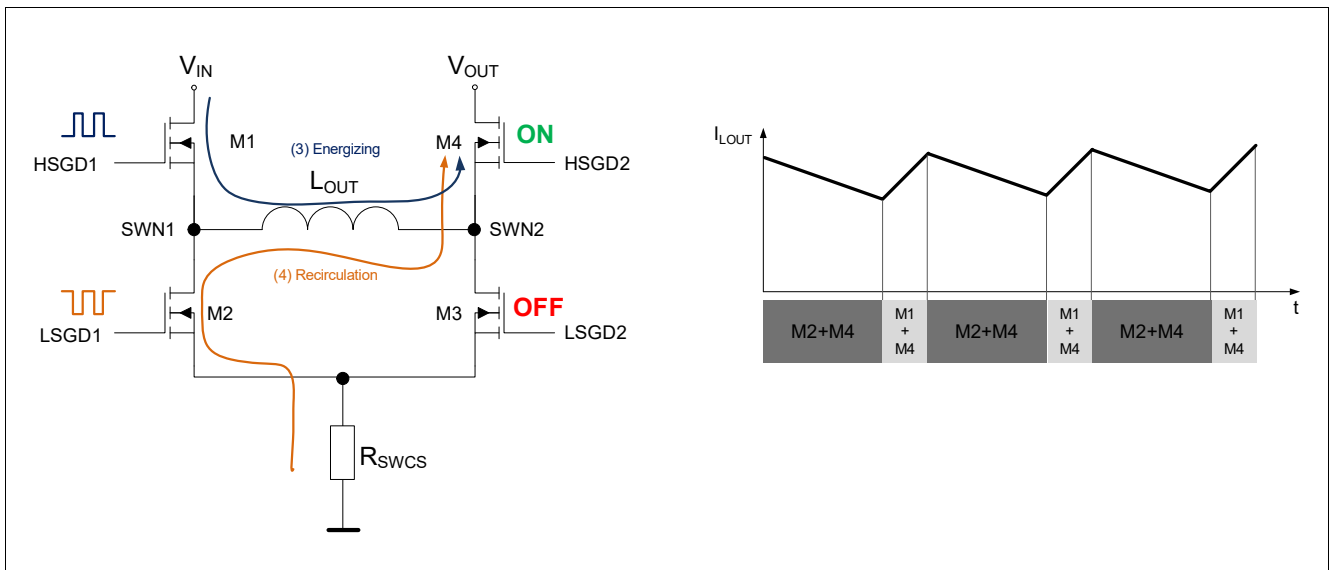 VIN
VOUT
M1
M4
ON
HSGD1
HSGD2
(3) Energizing
LOUT
SWN1
SWN2
(4) Recirculation
M2
M3
OFF
LSGD1
LSGD2
RSWCS
ILOUT
t
M2+M4
M1
+
M4
M2+M4
M1
+
M4
M2+M4
M1
+
M4